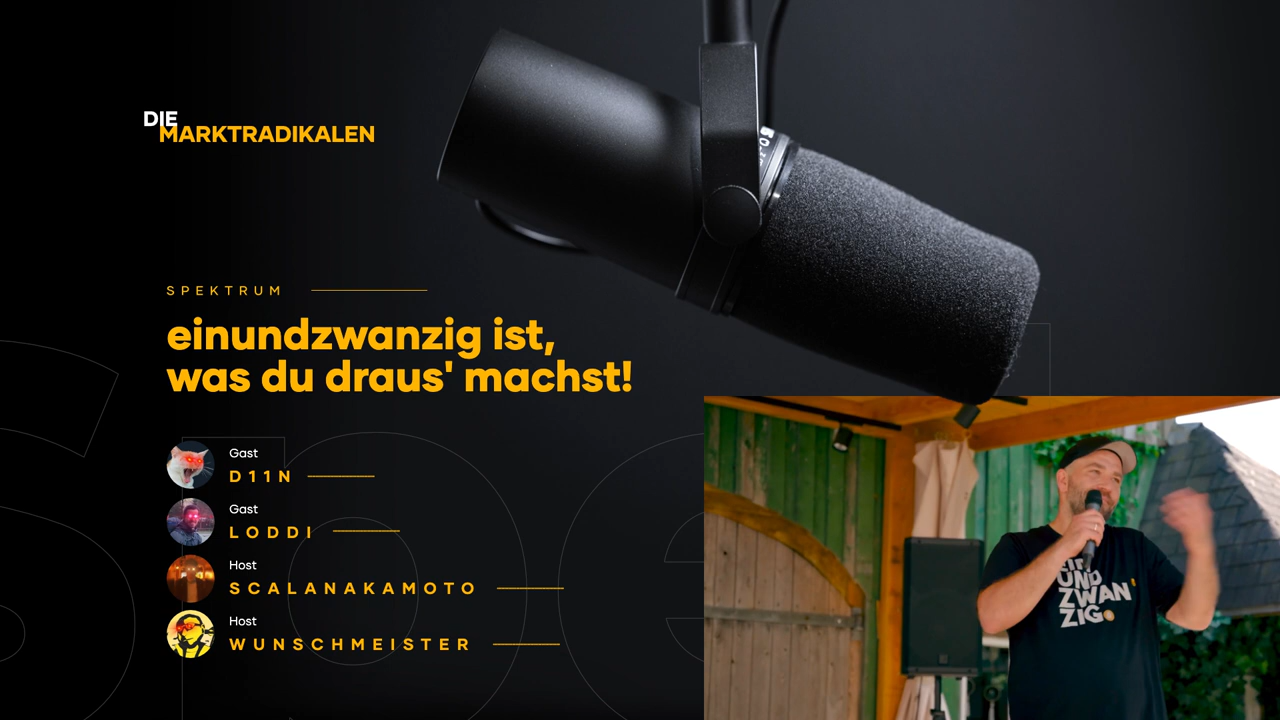 DIE
MARKTRADIKALEN
SPEKTRUM
einundzwanzig ist,
was du draus' machst!
Gast
D11N
Gast
LODDI
Host
SCALANAKAMOTO
Host
WUNSCHMEISTER
UND
ZWAN
ZIG